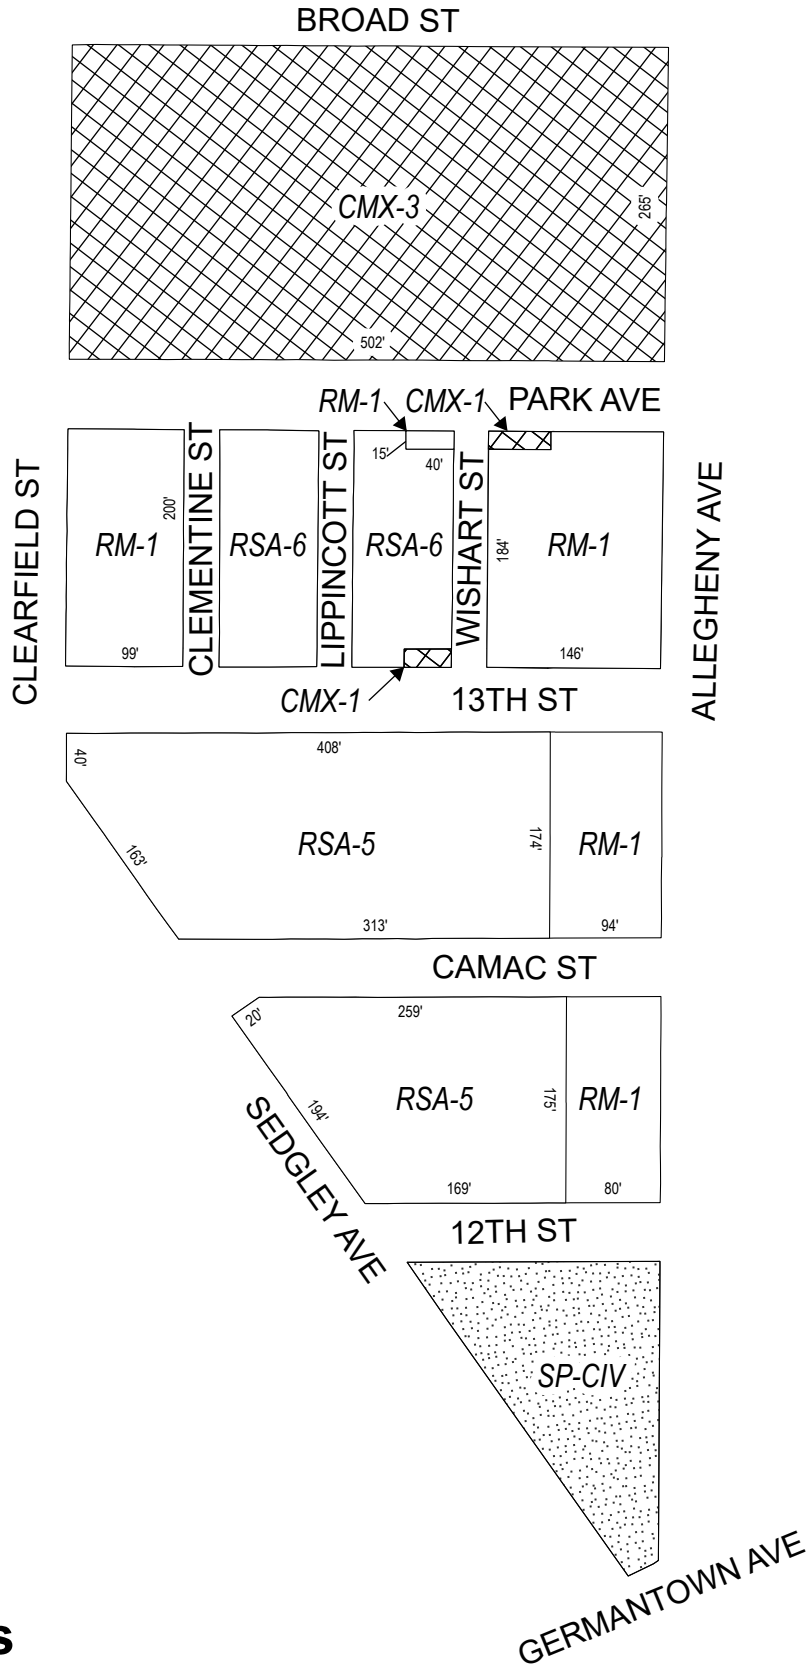 BROAD ST
CMX-3
265'
502'
RM-1 CMX-1 PARK AVE
15'
40'
CLEARFIELD ST
RM-1
200'
99'
CLEMENTINE ST
RSA-6
LIPPINCOTT ST
RSA-6
WISHART ST
184'
RM-1
146'
ALLEGHENY AVE
CMX-1
13TH ST
40'
408'
163'
RSA-5
174'
RM-1
313'
94'
CAMAC ST
20'
259'
194'
RSA-5
175'
RM-1
169'
80'
SEDGLEY AVE
12TH ST
SP-CIV
GERMANTOWN AVE
s